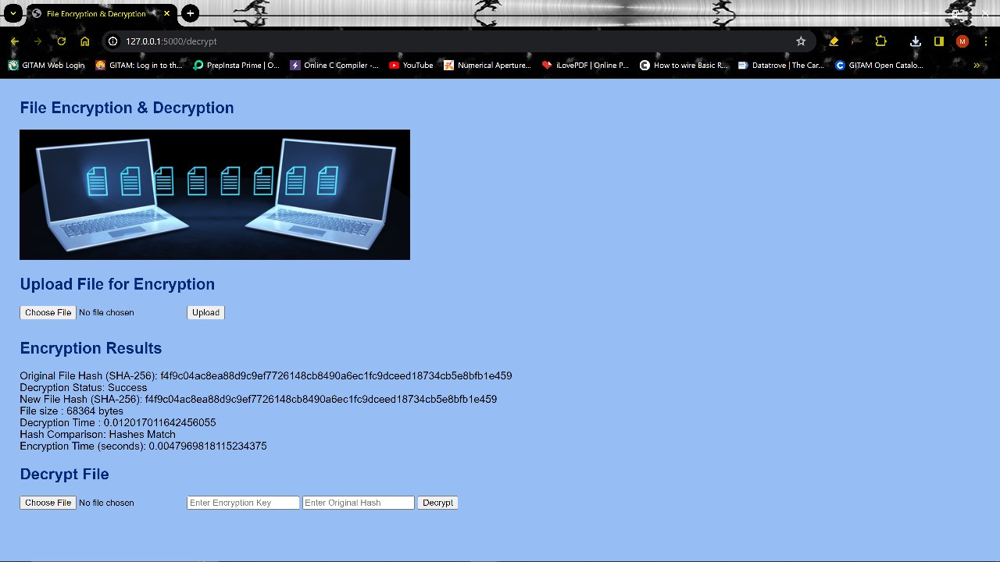 File Encryption & Decryption
127.0.0.1:5000/decrypt
M
GITAM Web Login
GITAM: Log in to th...
PrepInsta Prime | O...
Online C Compiler -...
YouTube
Numerical Aperture...
iLovePDF | Online P...
How to wire Basic R...
Datatrove | The Car...
GITAM Open Catalo...
File Encryption & Decryption
Upload File for Encryption
Choose File No file chosen Upload
Encryption Results
Original File Hash (SHA-256): f4f9c04ac8ea88d9c9ef7726148cb8490a6ec1fc9dceed18734cb5e8bfb1e459
Decryption Status: Success
New File Hash (SHA-256): f4f9c04ac8ea88d9c9ef7726148cb8490a6ec1fc9dceed18734cb5e8bfb1e459
File size : 68364 bytes
Decryption Time : 0.012017011642456055
Hash Comparison: Hashes Match
Encryption Time (seconds): 0.0047969818115234375
Decrypt File
Choose File No file chosen Enter Encryption Key Enter Original Hash Decrypt